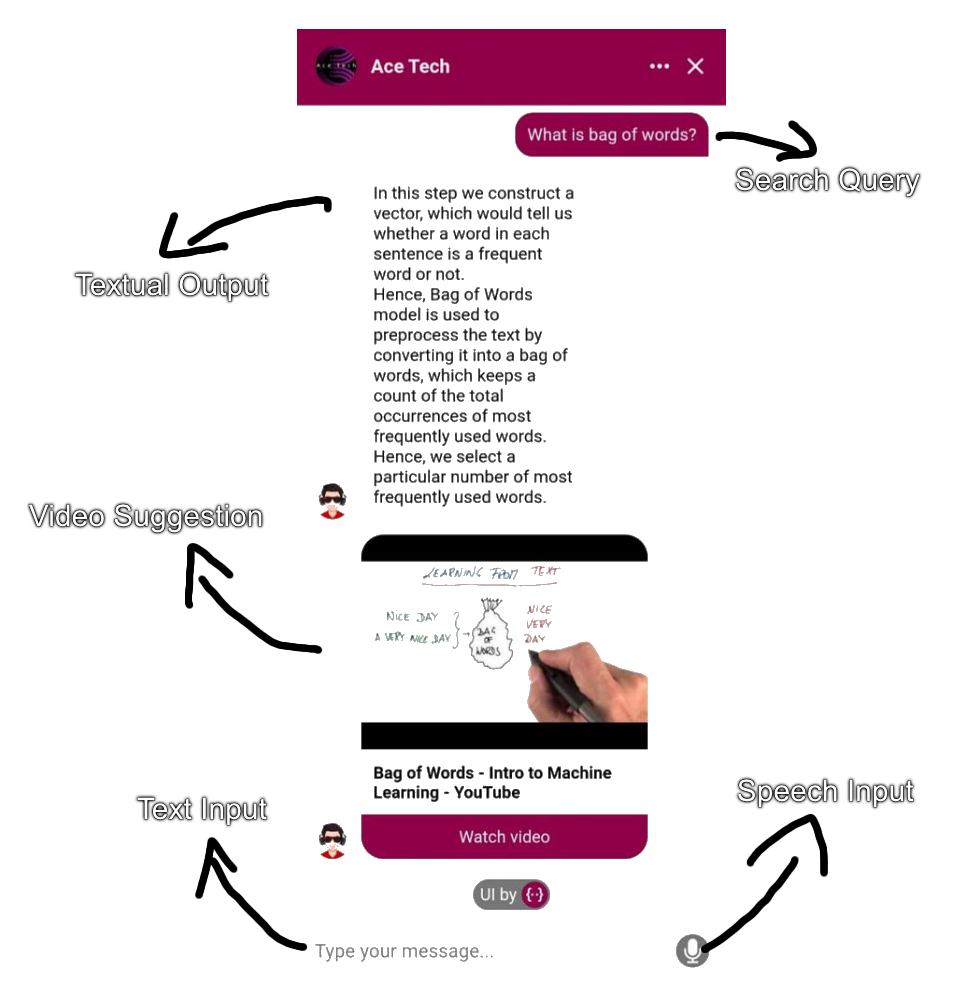 ACE TECH
Ace Tech
What is bag of words?
Search Query
In this step we construct a
vector, which would tell us
whether a word in each
sentence is a frequent
word or not.
Textual Output
Hence, Bag of Words
model is used to
preprocess the text by
converting it into a bag of
words, which keeps a
count of the total
occurrences of most
frequently used words.
Hence, we select a
particular number of most
frequently used words.
Video Suggestion
LEARNING FROM TEXT
NICE DAY
A VERY NICE DAY
BAG
OF
WORDS
NICE
VERY
DAY
Bag of Words - Intro to Machine
Learning - YouTube
Watch video
Text Input
Speech Input
UI by {··}
Type your message...